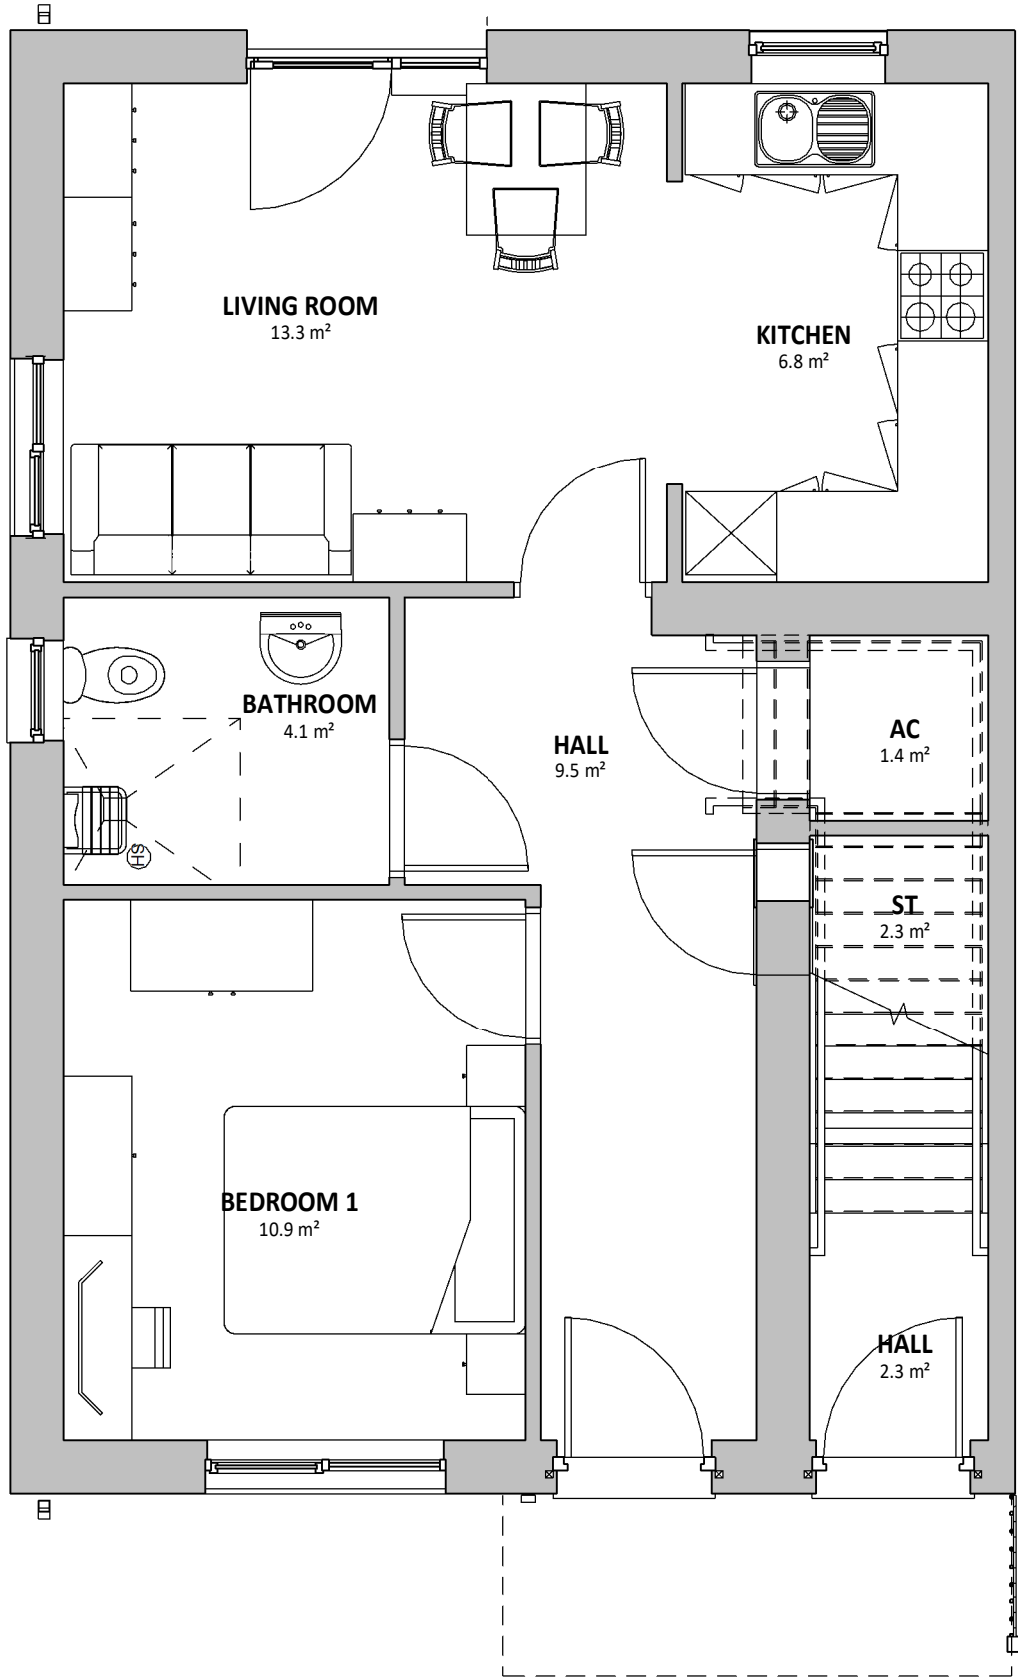 LIVING ROOM
13.3 m²
KITCHEN
6.8 m²
BATHROOM
4.1 m²
HALL
9.5 m²
AC
1.4 m²
SH
ST
2.3 m²
BEDROOM 1
10.9 m²
HALL
2.3 m²